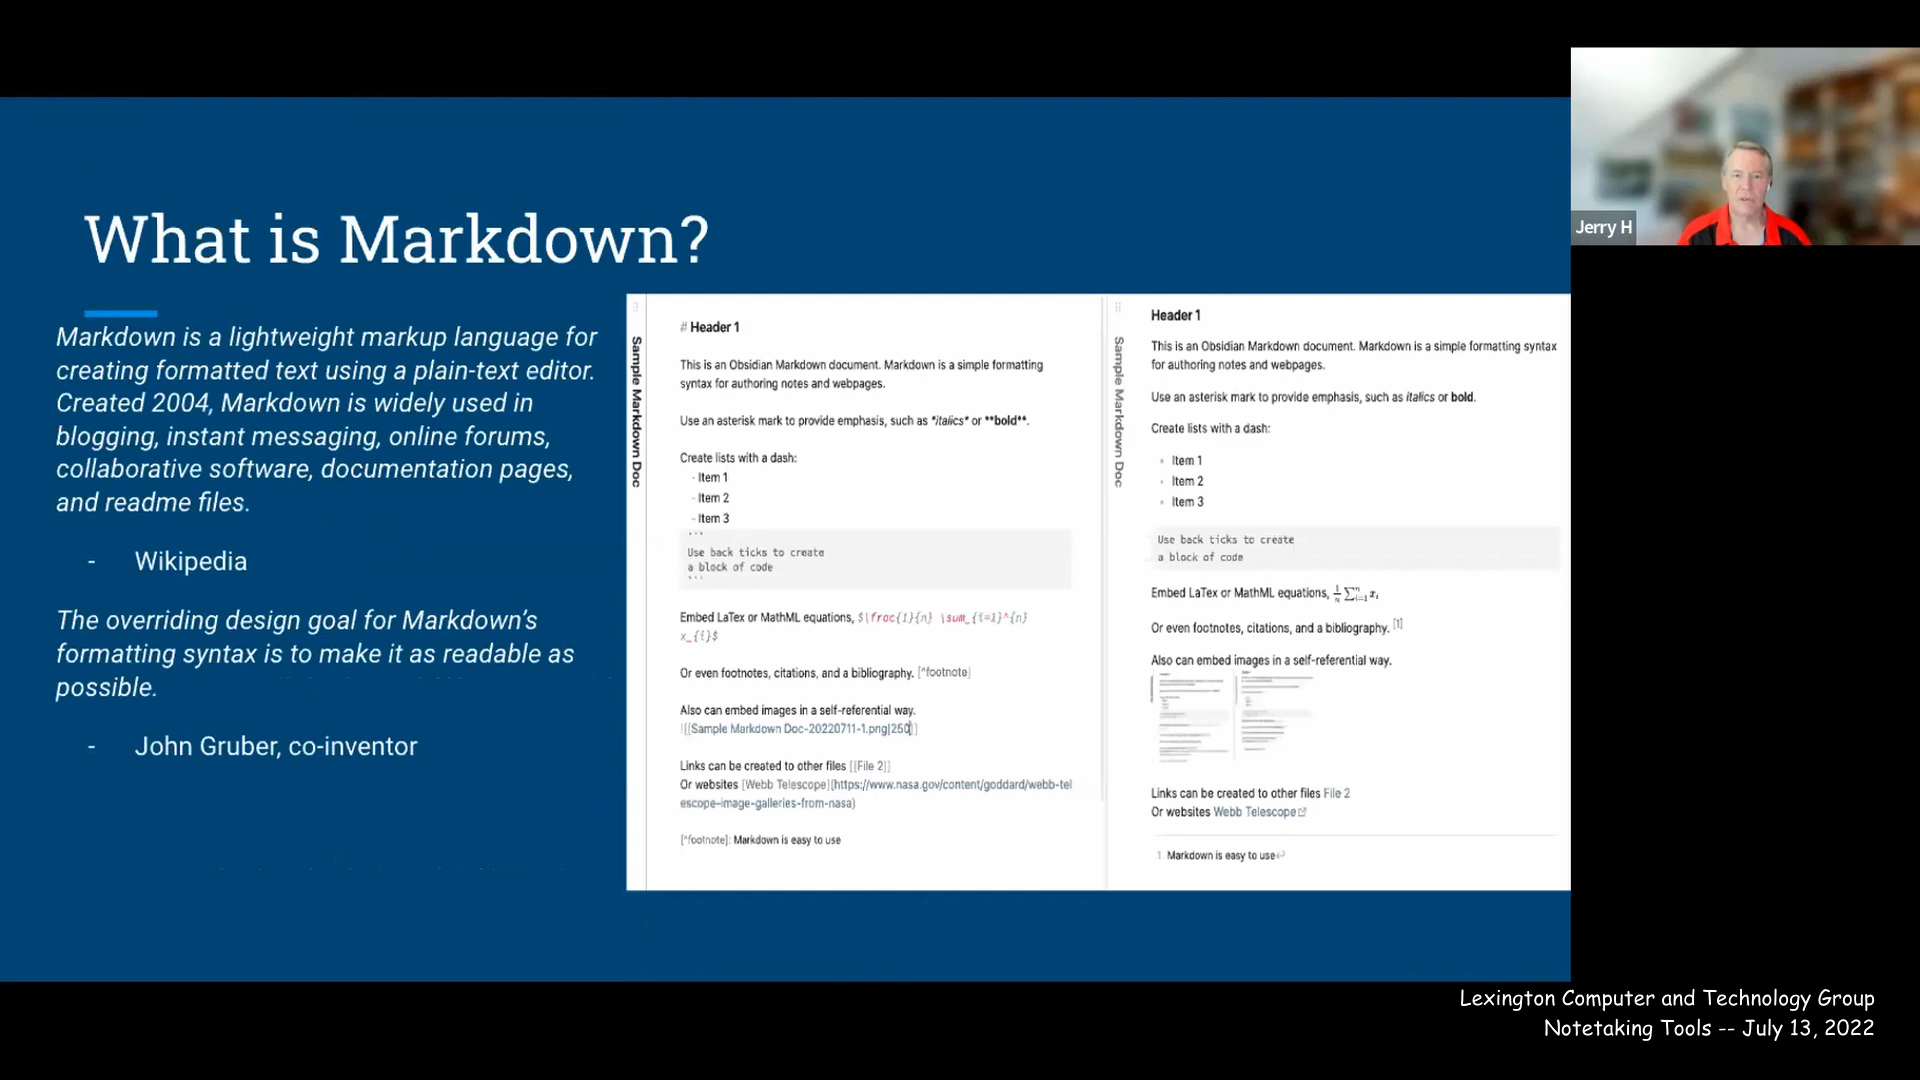 What is Markdown?
Markdown is a lightweight markup language for
creating formatted text using a plain-text editor.
Created 2004, Markdown is widely used in
blogging, instant messaging, online forums,
collaborative software, documentation pages,
and readme files.
- Wikipedia
The overriding design goal for Markdown's
formatting syntax is to make it as readable as
possible.
- John Gruber, co-inventor
Sample Markdown Doc
# Header 1
This is an Obsidian Markdown document. Markdown is a simple formatting
syntax for authoring notes and webpages.
Use an asterisk mark to provide emphasis, such as *italics* or **bold**.
Create lists with a dash:
- Item 1
- Item 2
- Item 3
```
Use back ticks to create
a block of code
```
Embed LaTex or MathML equations, $\frac{1}{n} \sum_{i=1}^{n}
x_{i}$
Or even footnotes, citations, and a bibliography. [^footnote]
Also can embed images in a self-referential way.
![[Sample Markdown Doc-20220711-1.png|250]]
Links can be created to other files [[File 2]]
Or websites [Webb Telescope](https://www.nasa.gov/content/goddard/webb-tel
escope-image-galleries-from-nasa)
[^footnote]: Markdown is easy to use
Sample Markdown Doc
Header 1
This is an Obsidian Markdown document. Markdown is a simple formatting syntax
for authoring notes and webpages.
Use an asterisk mark to provide emphasis, such as italics or bold.
Create lists with a dash:
• Item 1
• Item 2
• Item 3
Use back ticks to create
a block of code
Embed LaTex or MathML equations, 1/n ∑ⁿᵢ₌₁ xᵢ
Or even footnotes, citations, and a bibliography. [1]
Also can embed images in a self-referential way.
Links can be created to other files File 2
Or websites Webb Telescope
1 Markdown is easy to use↩
Jerry H
Lexington Computer and Technology Group
Notetaking Tools -- July 13, 2022